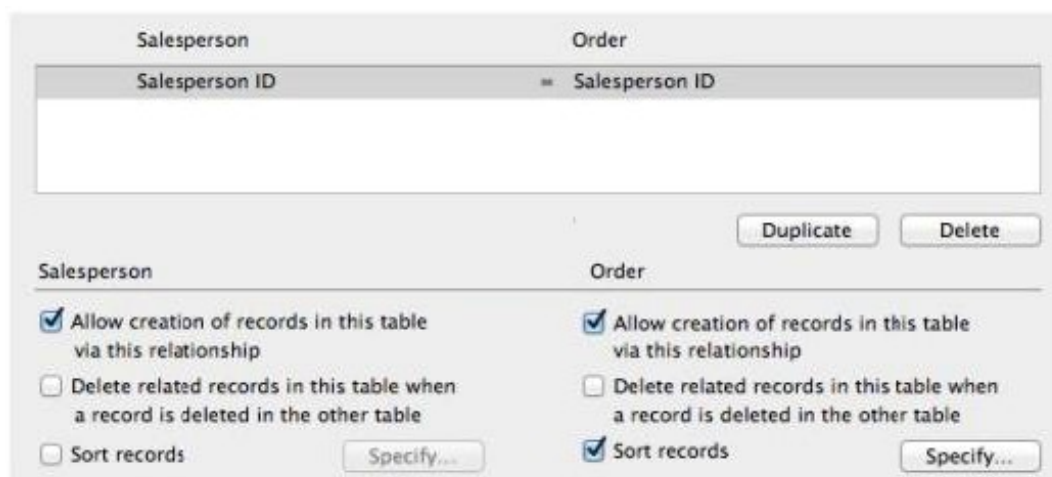 Salesperson Order
Salesperson ID = Salesperson ID
Duplicate Delete
Salesperson Order
Allow creation of records in this table
via this relationship
Delete related records in this table when
a record is deleted in the other table
Sort records Specify...
Allow creation of records in this table
via this relationship
Delete related records in this table when
a record is deleted in the other table
Sort records Specify...